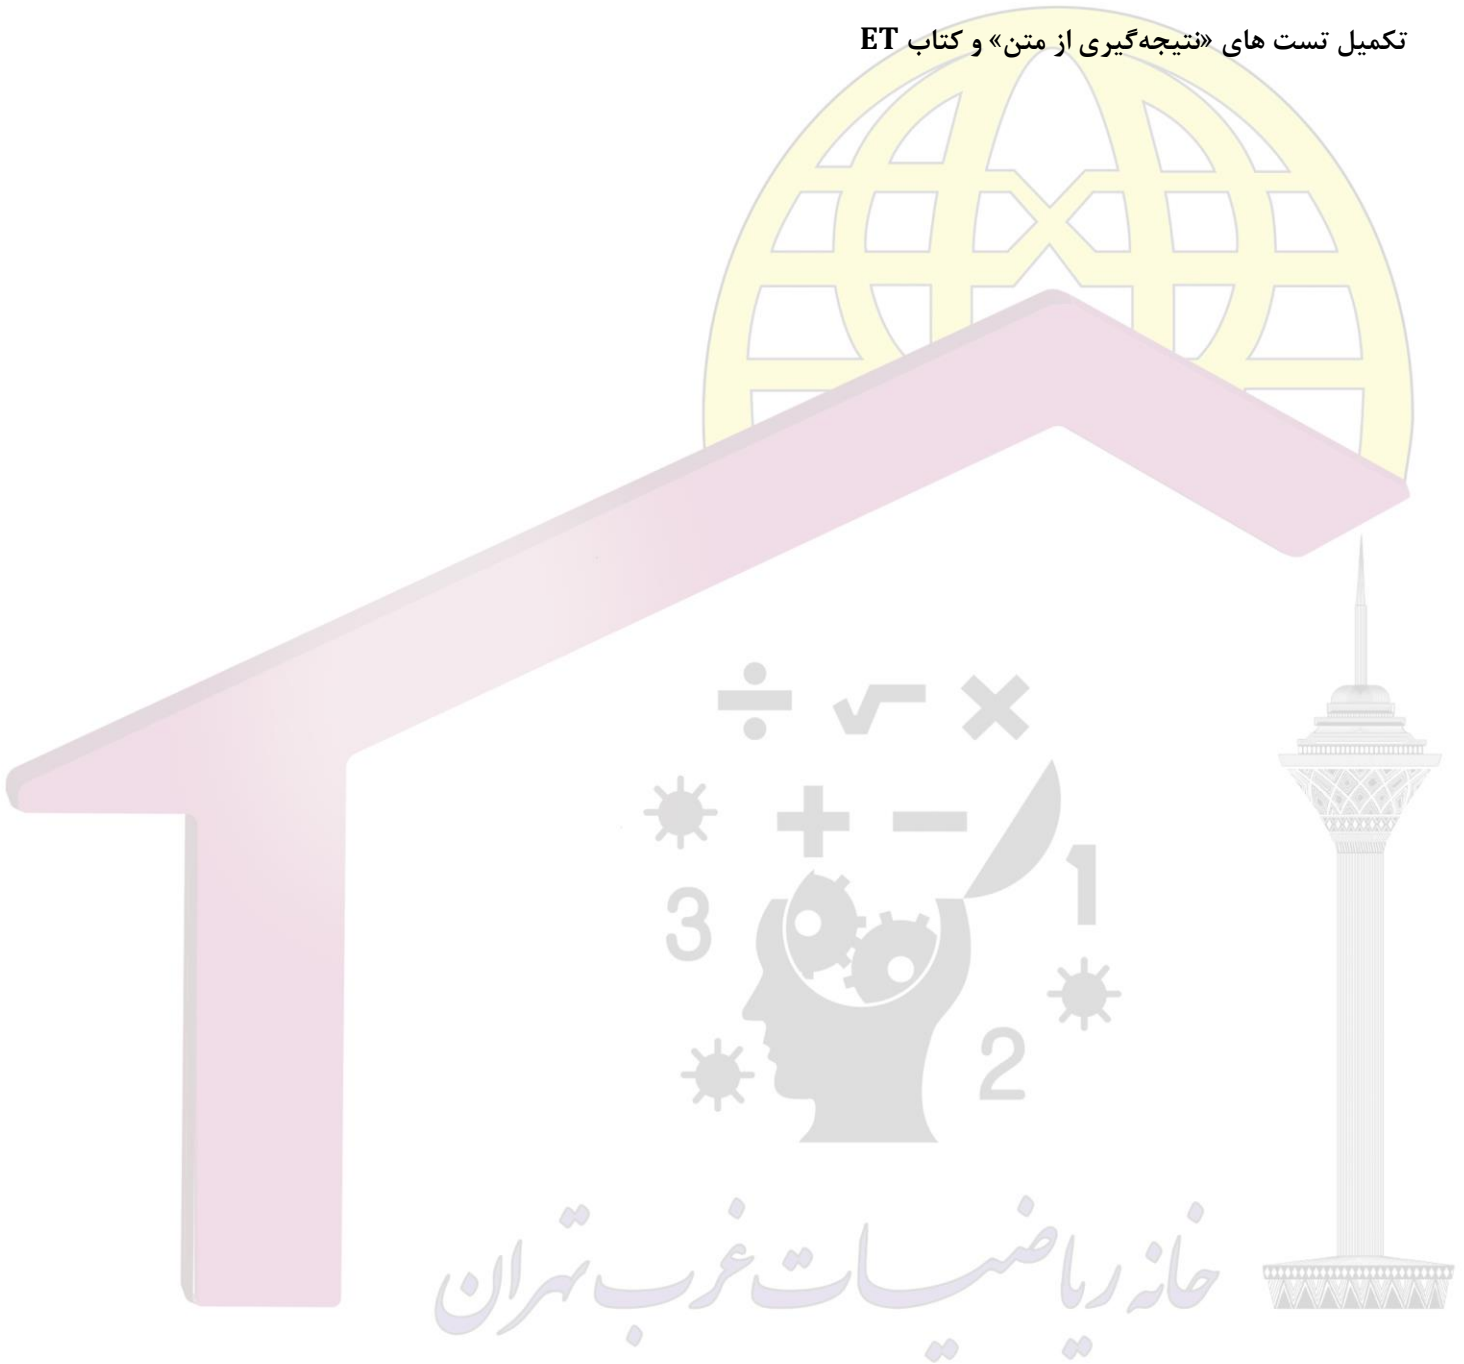 تکمیل تست های «نتیجه‌گیری از متن» و کتاب ET
÷ √ ×
+ −
3
1
2
خانه ریاضیات غرب تهران